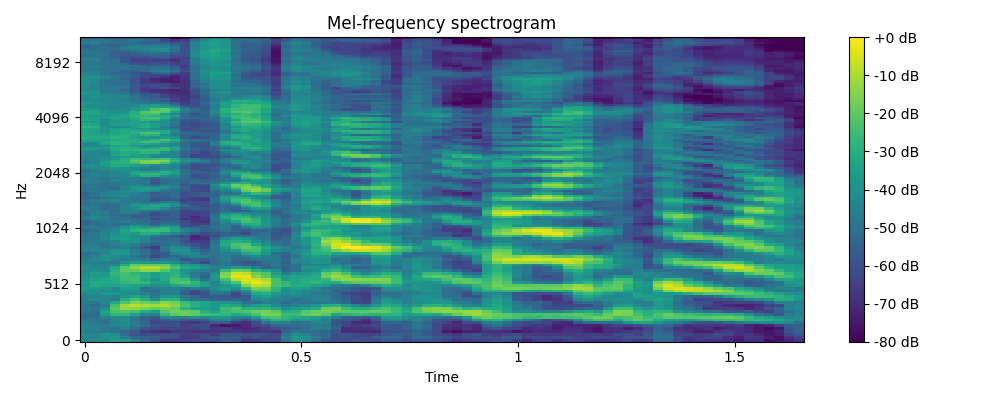 Mel-frequency spectrogram
8192
4096
2048
1024
512
0
Hz
0
0.5
1
1.5
Time
+0 dB
-10 dB
-20 dB
-30 dB
-40 dB
-50 dB
-60 dB
-70 dB
-80 dB